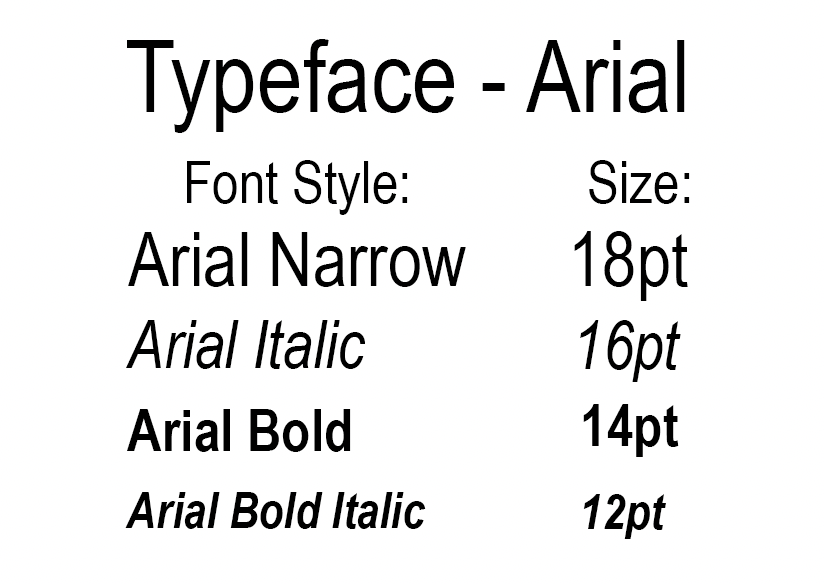 Typeface - Arial
Font Style: Size:
Arial Narrow 18pt
Arial Italic 16pt
Arial Bold 14pt
Arial Bold Italic 12pt